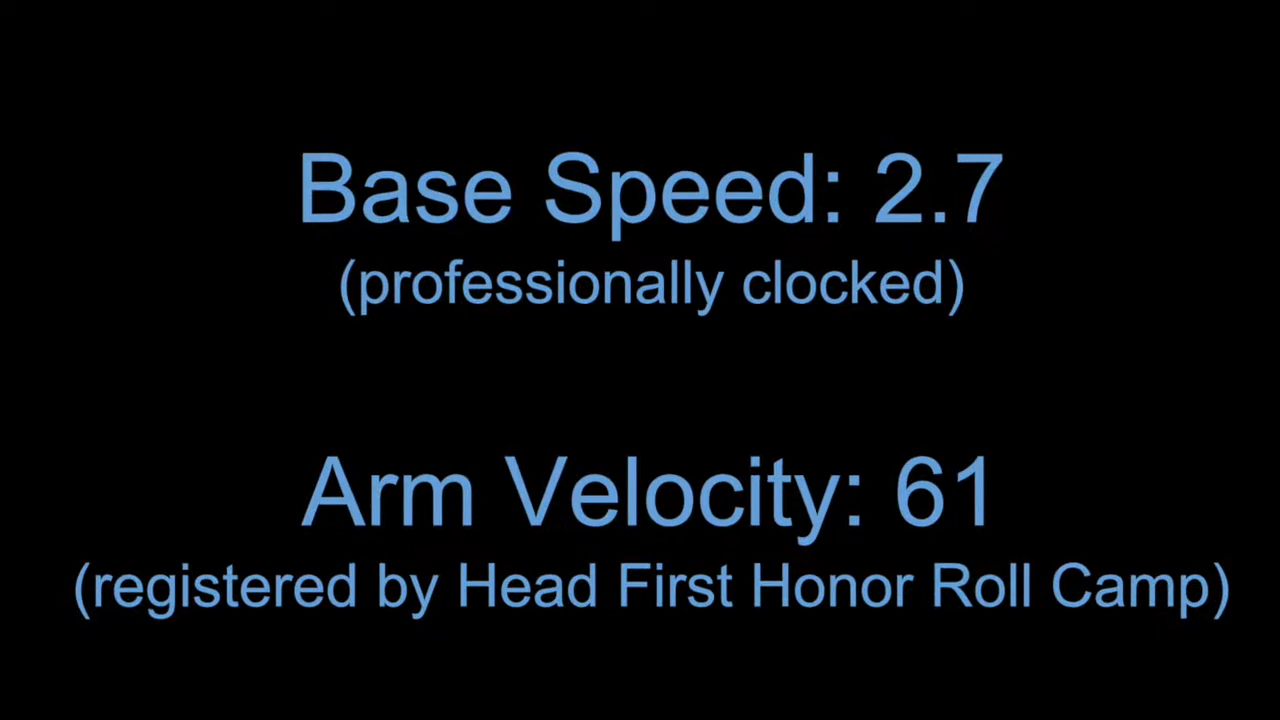 Base Speed: 2.7
(professionally clocked)
Arm Velocity: 61
(registered by Head First Honor Roll Camp)